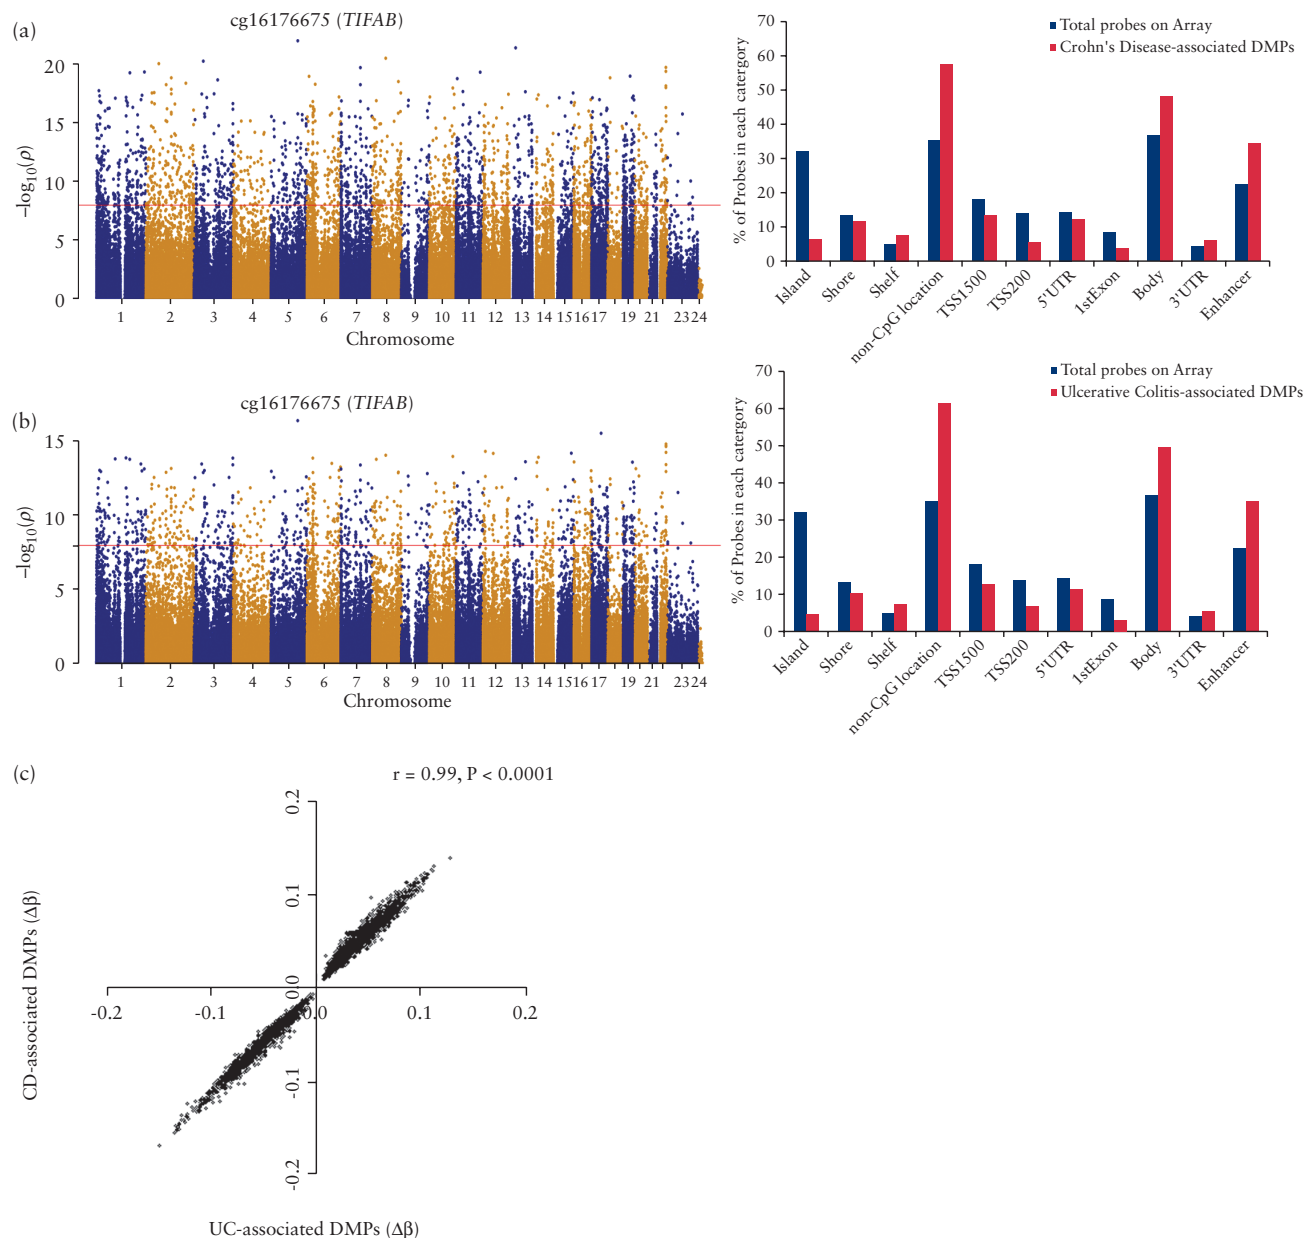 (a)
cg16176675 (TIFAB)
−log10(ρ)
20
15
10
5
0
1 2 3 4 5 6 7 8 9 10 11 12 13 14 15 16 17 19 21 23 24
Chromosome
% of Probes in each catergory
70
60
50
40
30
20
10
0
Total probes on Array
Crohn's Disease-associated DMPs
Island
Shore
Shelf
non-CpG location
TSS1500
TSS200
5'UTR
1stExon
Body
3'UTR
Enhancer
(b)
cg16176675 (TIFAB)
−log10(ρ)
15
10
5
0
1 2 3 4 5 6 7 8 9 10 11 12 13 14 15 16 17 19 21 23 24
Chromosome
% of Probes in each catergory
70
60
50
40
30
20
10
0
Total probes on Array
Ulcerative Colitis-associated DMPs
Island
Shore
Shelf
non-CpG location
TSS1500
TSS200
5'UTR
1stExon
Body
3'UTR
Enhancer
(c)
r = 0.99, P < 0.0001
CD-associated DMPs (Δβ)
0.2
0.1
0.0
-0.1
-0.2
-0.2 -0.1 0.0 0.1 0.2
UC-associated DMPs (Δβ)